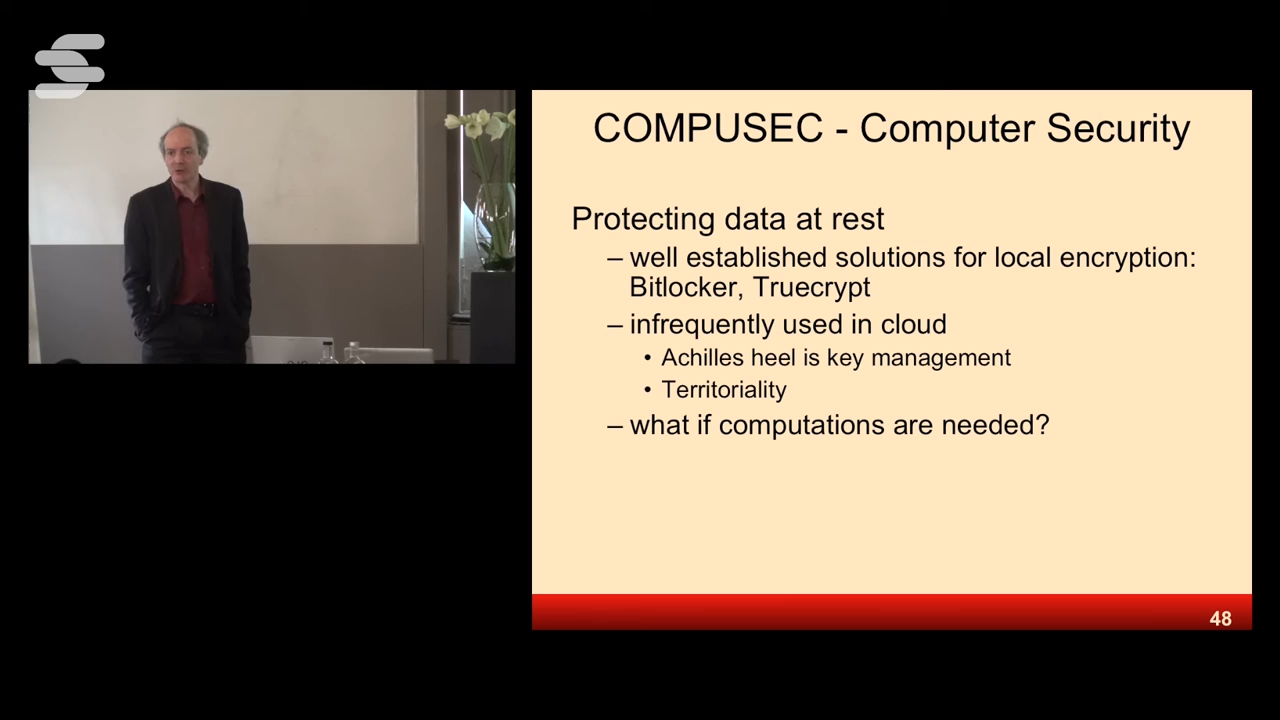 COMPUSEC - Computer Security
Protecting data at rest
– well established solutions for local encryption:
Bitlocker, Truecrypt
– infrequently used in cloud
• Achilles heel is key management
• Territoriality
– what if computations are needed?
48